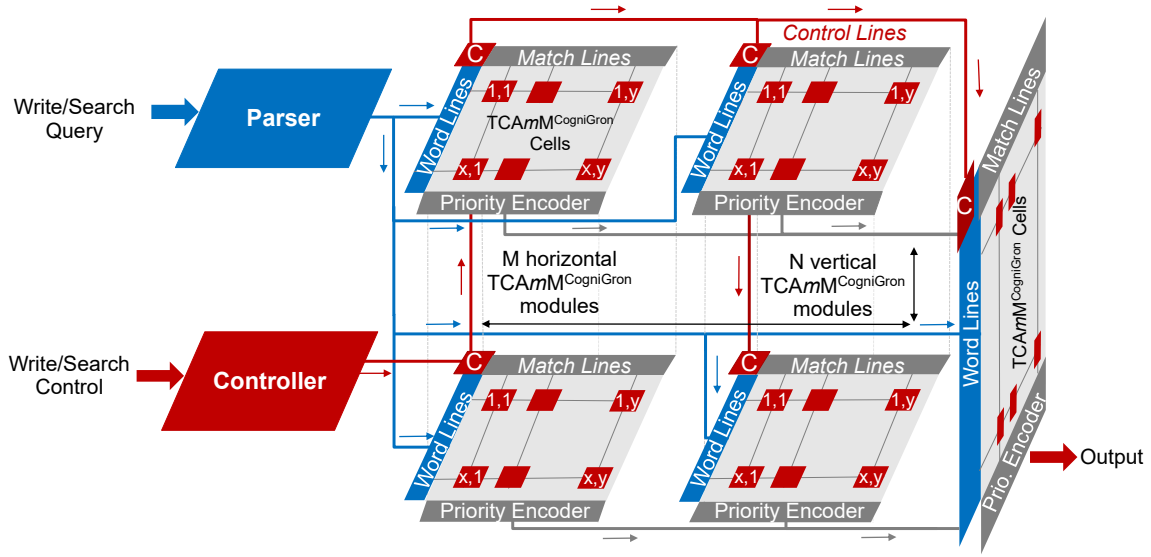 Control Lines
C
Match Lines
C
Match Lines
Write/Search
Query
Parser
Word Lines
1,1
1,y
TCAmM^CogniGron
Cells
x,1
x,y
Priority Encoder
Word Lines
1,1
1,y
x,1
x,y
Priority Encoder
Match Lines
C
Word Lines
TCAmM^CogniGron Cells
Prio. Encoder
M horizontal
TCAmM^CogniGron
modules
N vertical
TCAmM^CogniGron
modules
Write/Search
Control
Controller
C
Match Lines
Word Lines
1,1
1,y
x,1
x,y
Priority Encoder
C
Match Lines
Word Lines
1,1
1,y
x,1
x,y
Priority Encoder
Output